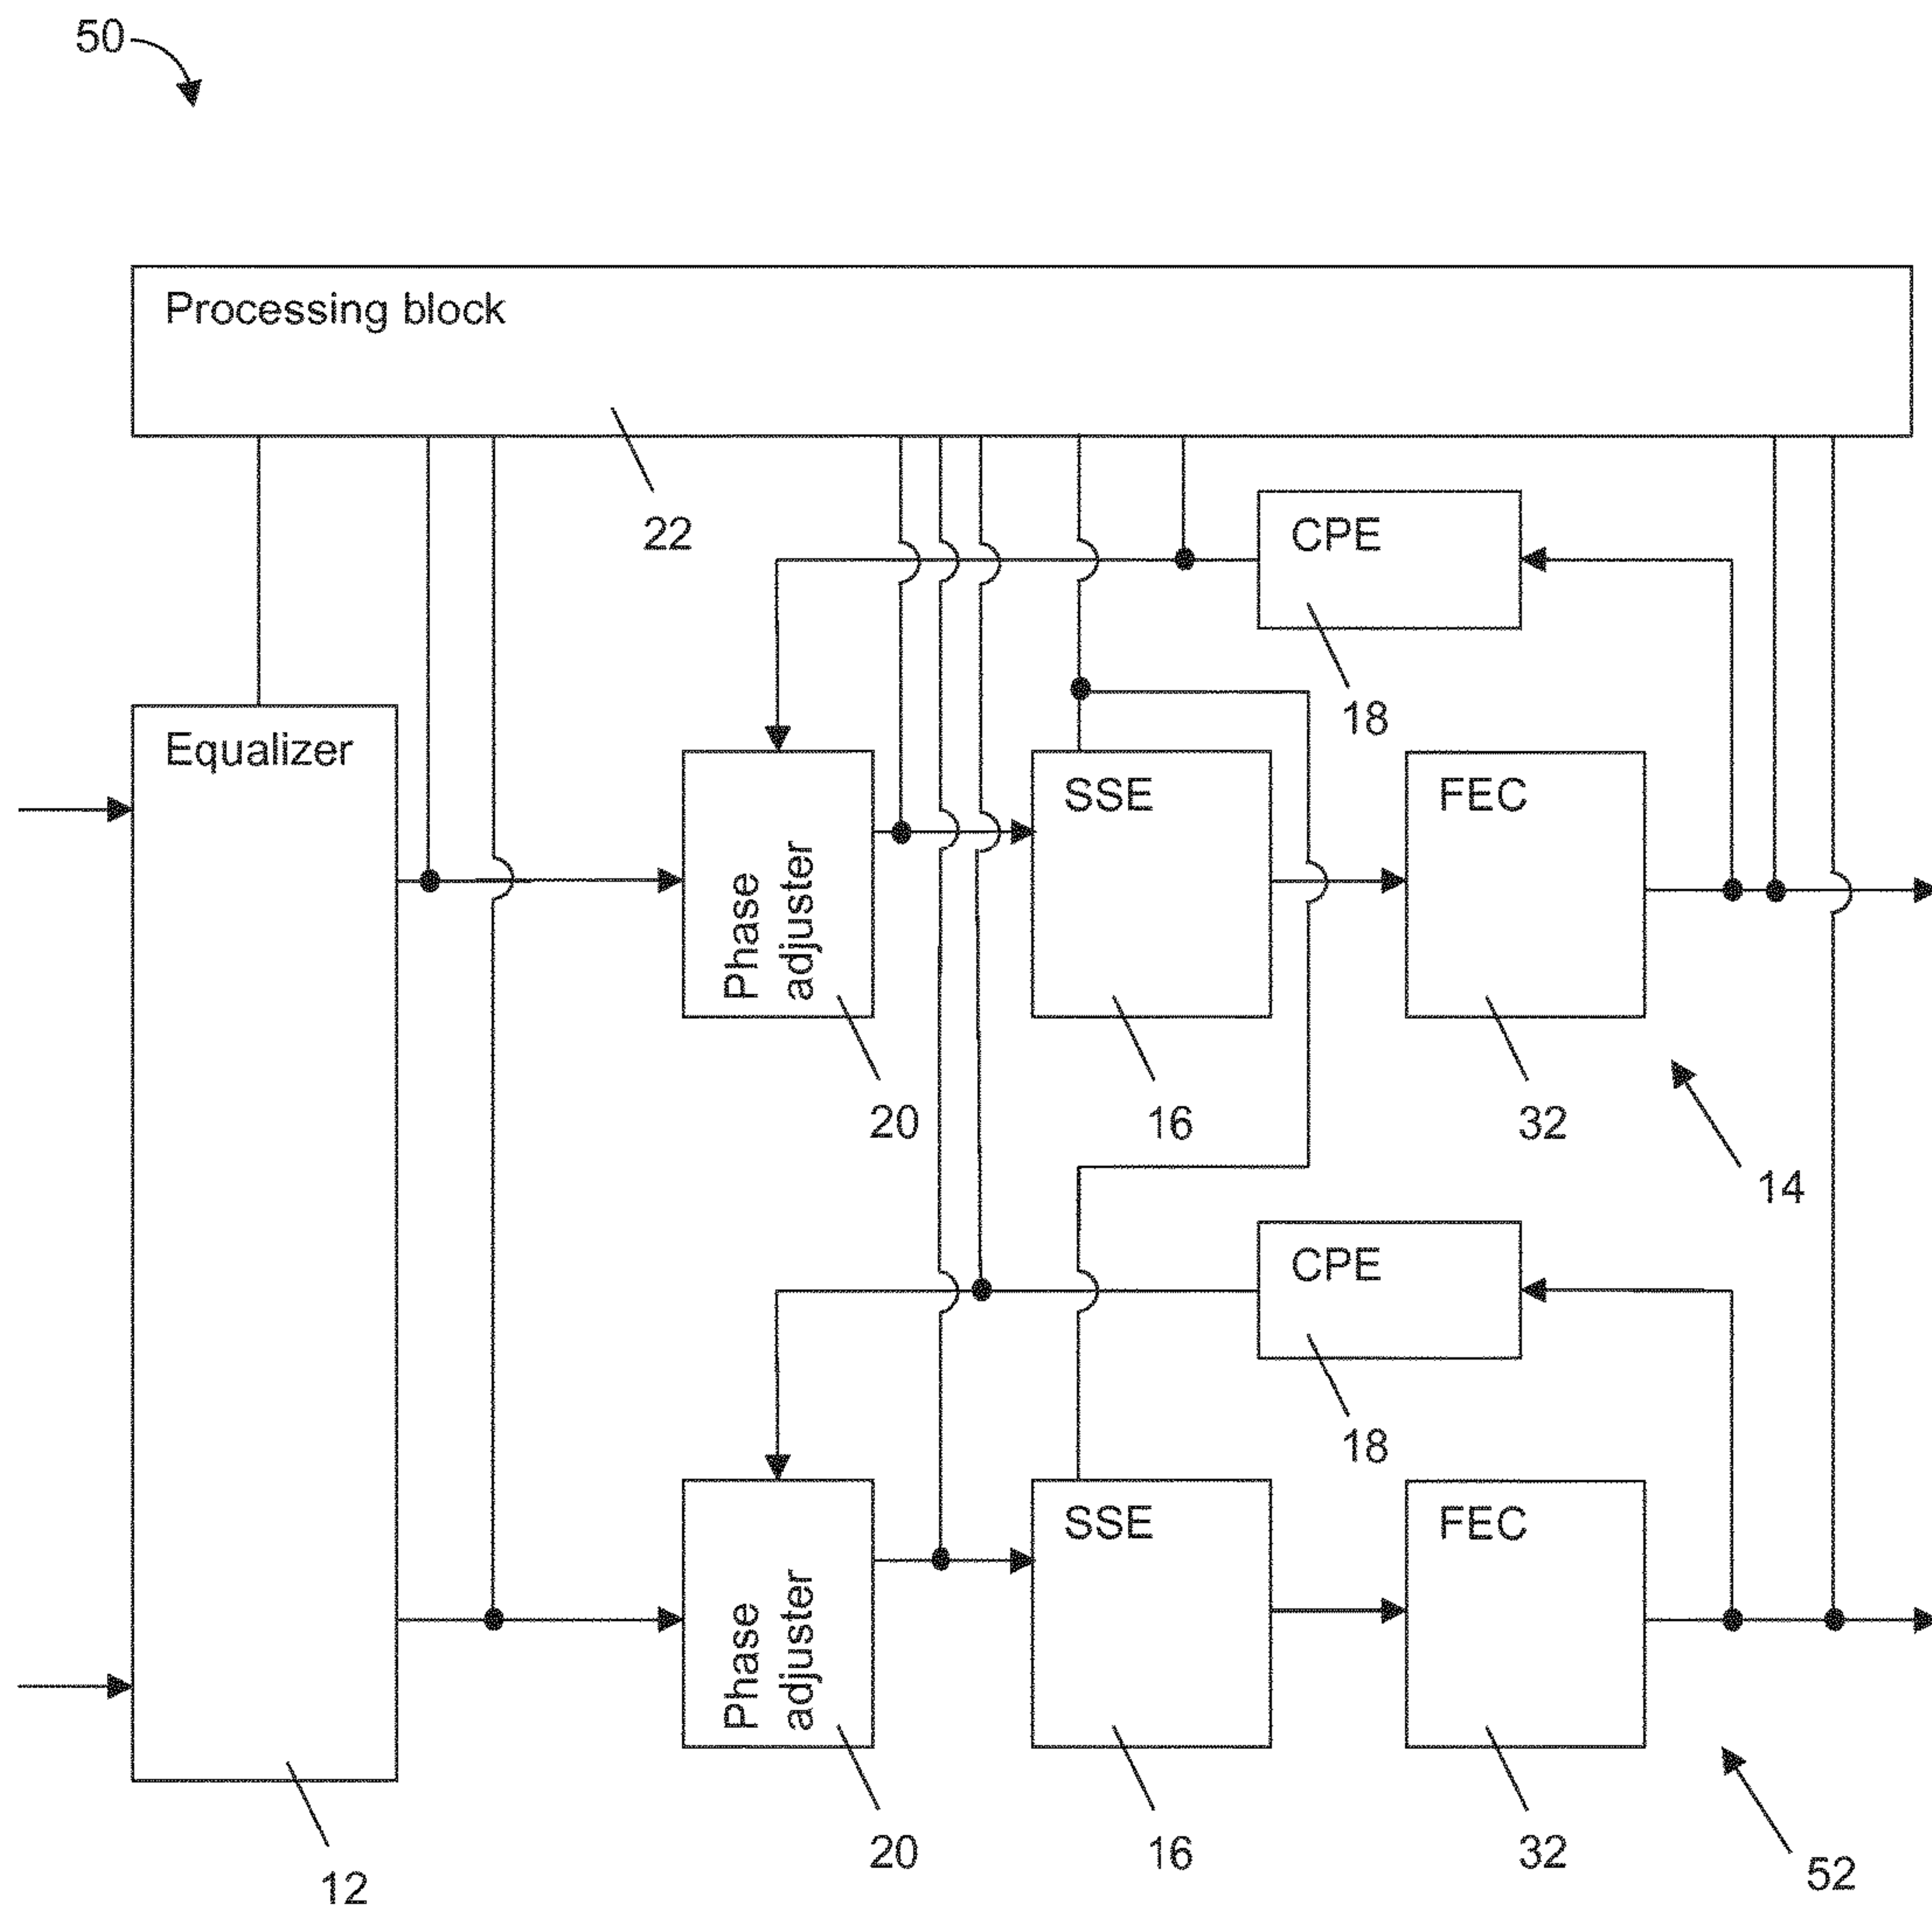 50
Processing block
22
CPE
18
Equalizer
Phase
adjuster
SSE
FEC
20
16
32
14
CPE
18
Phase
adjuster
SSE
FEC
20
16
32
52
12